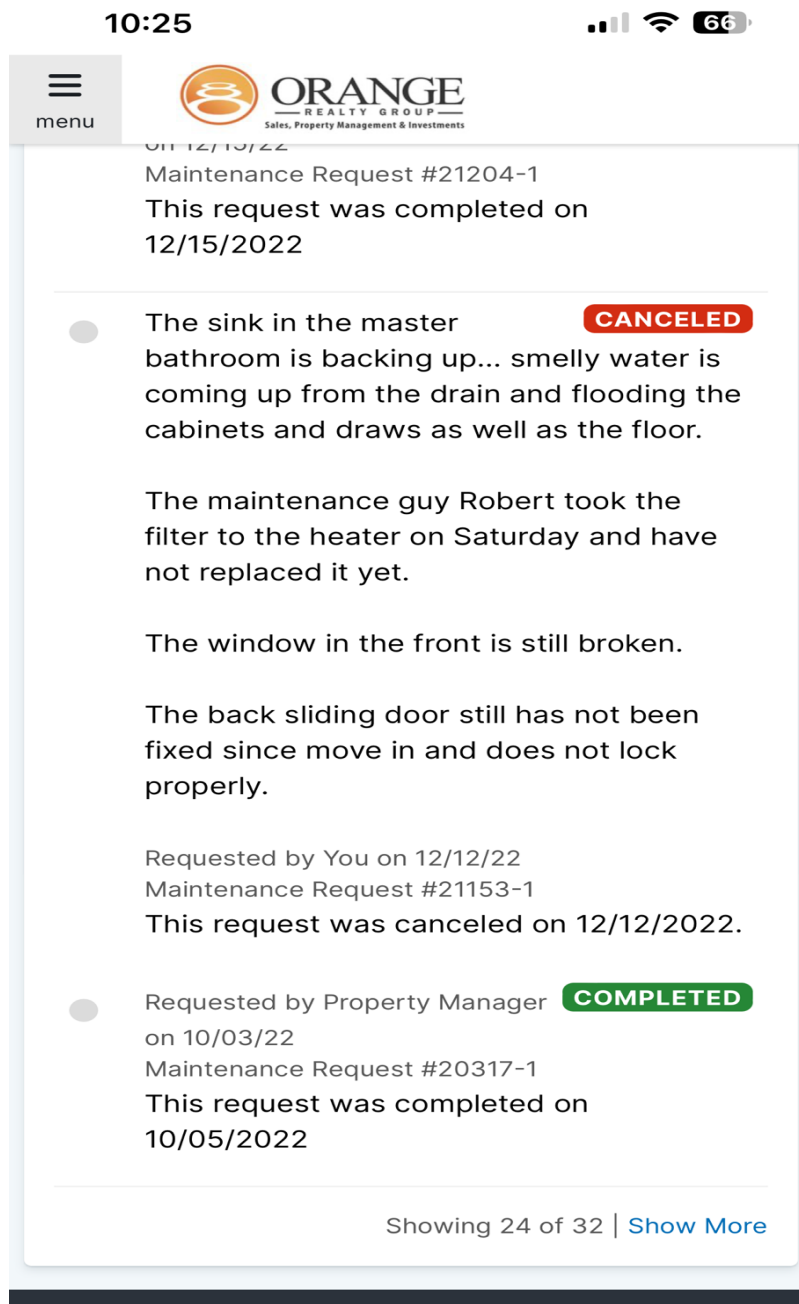 10:25
66
menu
ORANGE
REALTY GROUP
Sales, Property Management & Investments
on 12/15/22
Maintenance Request #21204-1
This request was completed on
12/15/2022
The sink in the master CANCELED
bathroom is backing up... smelly water is
coming up from the drain and flooding the
cabinets and draws as well as the floor.
The maintenance guy Robert took the
filter to the heater on Saturday and have
not replaced it yet.
The window in the front is still broken.
The back sliding door still has not been
fixed since move in and does not lock
properly.
Requested by You on 12/12/22
Maintenance Request #21153-1
This request was canceled on 12/12/2022.
Requested by Property Manager COMPLETED
on 10/03/22
Maintenance Request #20317-1
This request was completed on
10/05/2022
Showing 24 of 32 | Show More